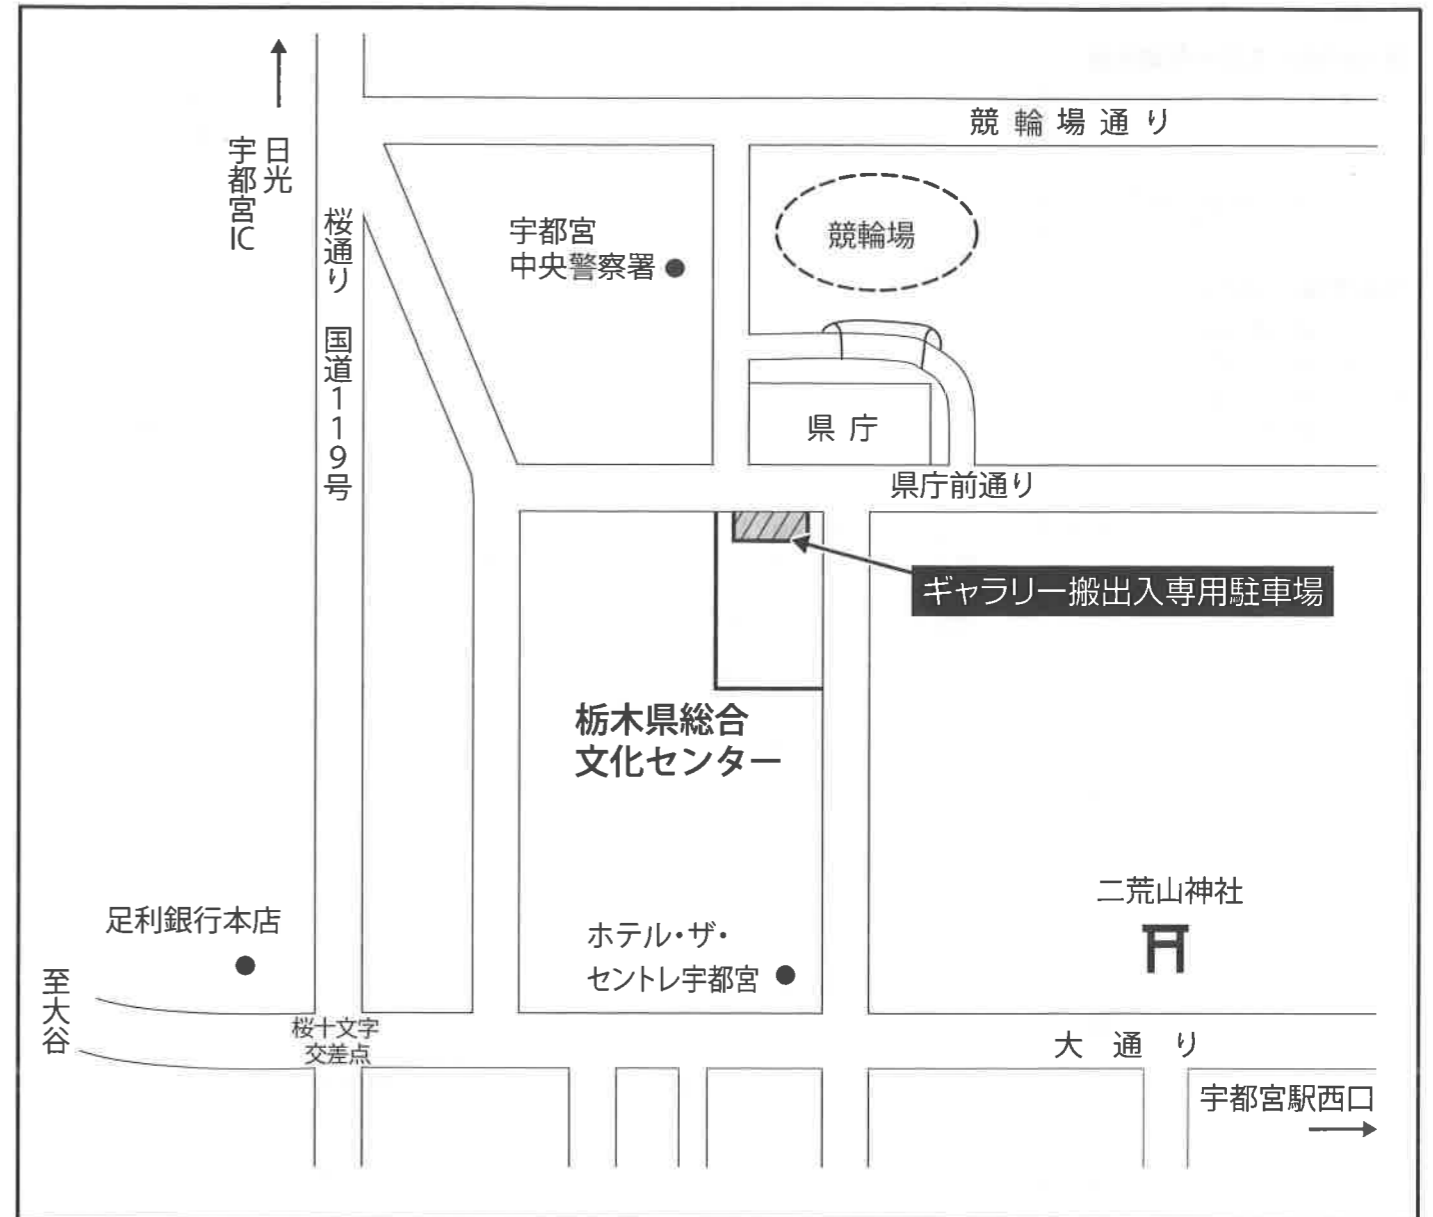 競輪場通り
日光
宇都宮IC
桜通り 国道119号
宇都宮
中央警察署
競輪場
県庁
県庁前通り
ギャラリー搬出入専用駐車場
栃木県総合
文化センター
二荒山神社
足利銀行本店
ホテル・ザ・
セントレ宇都宮
至大谷
桜十文字
交差点
大通り
宇都宮駅西口